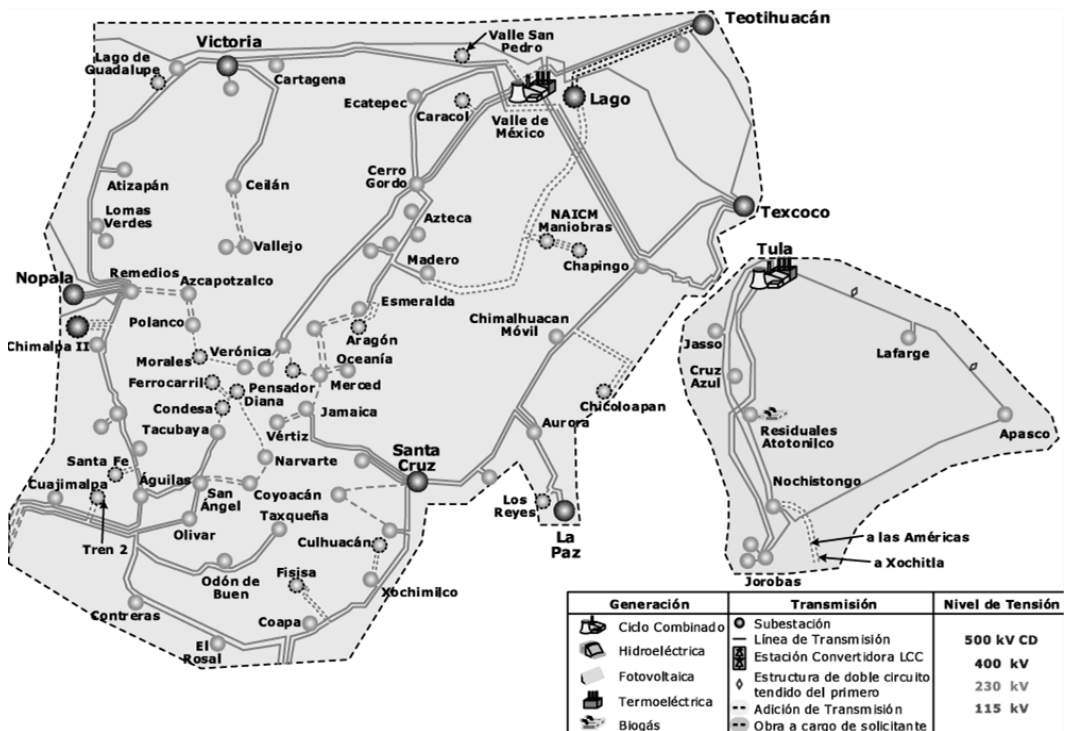 Teotihuacán
Valle San
Pedro
Victoria
Lago de
Guadalupe
Cartagena
Ecatepec
Caracol
Valle de
México
Lago
Atizapán
Ceilán
Cerro
Gordo
Lomas
Verdes
Azteca
NAICM
Maniobras
Texcoco
Vallejo
Madero
Chapingo
Tula
Nopala
Remedios
Azcapotzalco
Esmeralda
Polanco
Chimalhuacan
Móvil
Chimalpa II
Aragón
Jasso
Lafarge
Morales
Verónica
Oceanía
Cruz
Azul
Ferrocarril
Pensador
Merced
Diana
Condesa
Chicoloapan
Jamaica
Residuales
Atotonilco
Apasco
Tacubaya
Vértiz
Aurora
Santa Fe
Narvarte
Santa
Cruz
Cuajimalpa
Águilas
San
Ángel
Coyoacán
Los
Reyes
Nochistongo
Taxqueña
Tren 2
Olivar
La
Paz
a las Américas
Culhuacán
a Xochitla
Odón de
Buen
Fisisa
Jorobas
Xochimilco
Contreras
Coapa
El
Rosal
Generación
Transmisión
Nivel de Tensión
Ciclo Combinado
Subestación
Línea de Transmisión
500 kV CD
Hidroeléctrica
Estación Convertidora LCC
400 kV
Fotovoltaica
Estructura de doble circuito
tendido del primero
230 kV
Termoeléctrica
Adición de Transmisión
115 kV
Biogás
Obra a cargo de solicitante